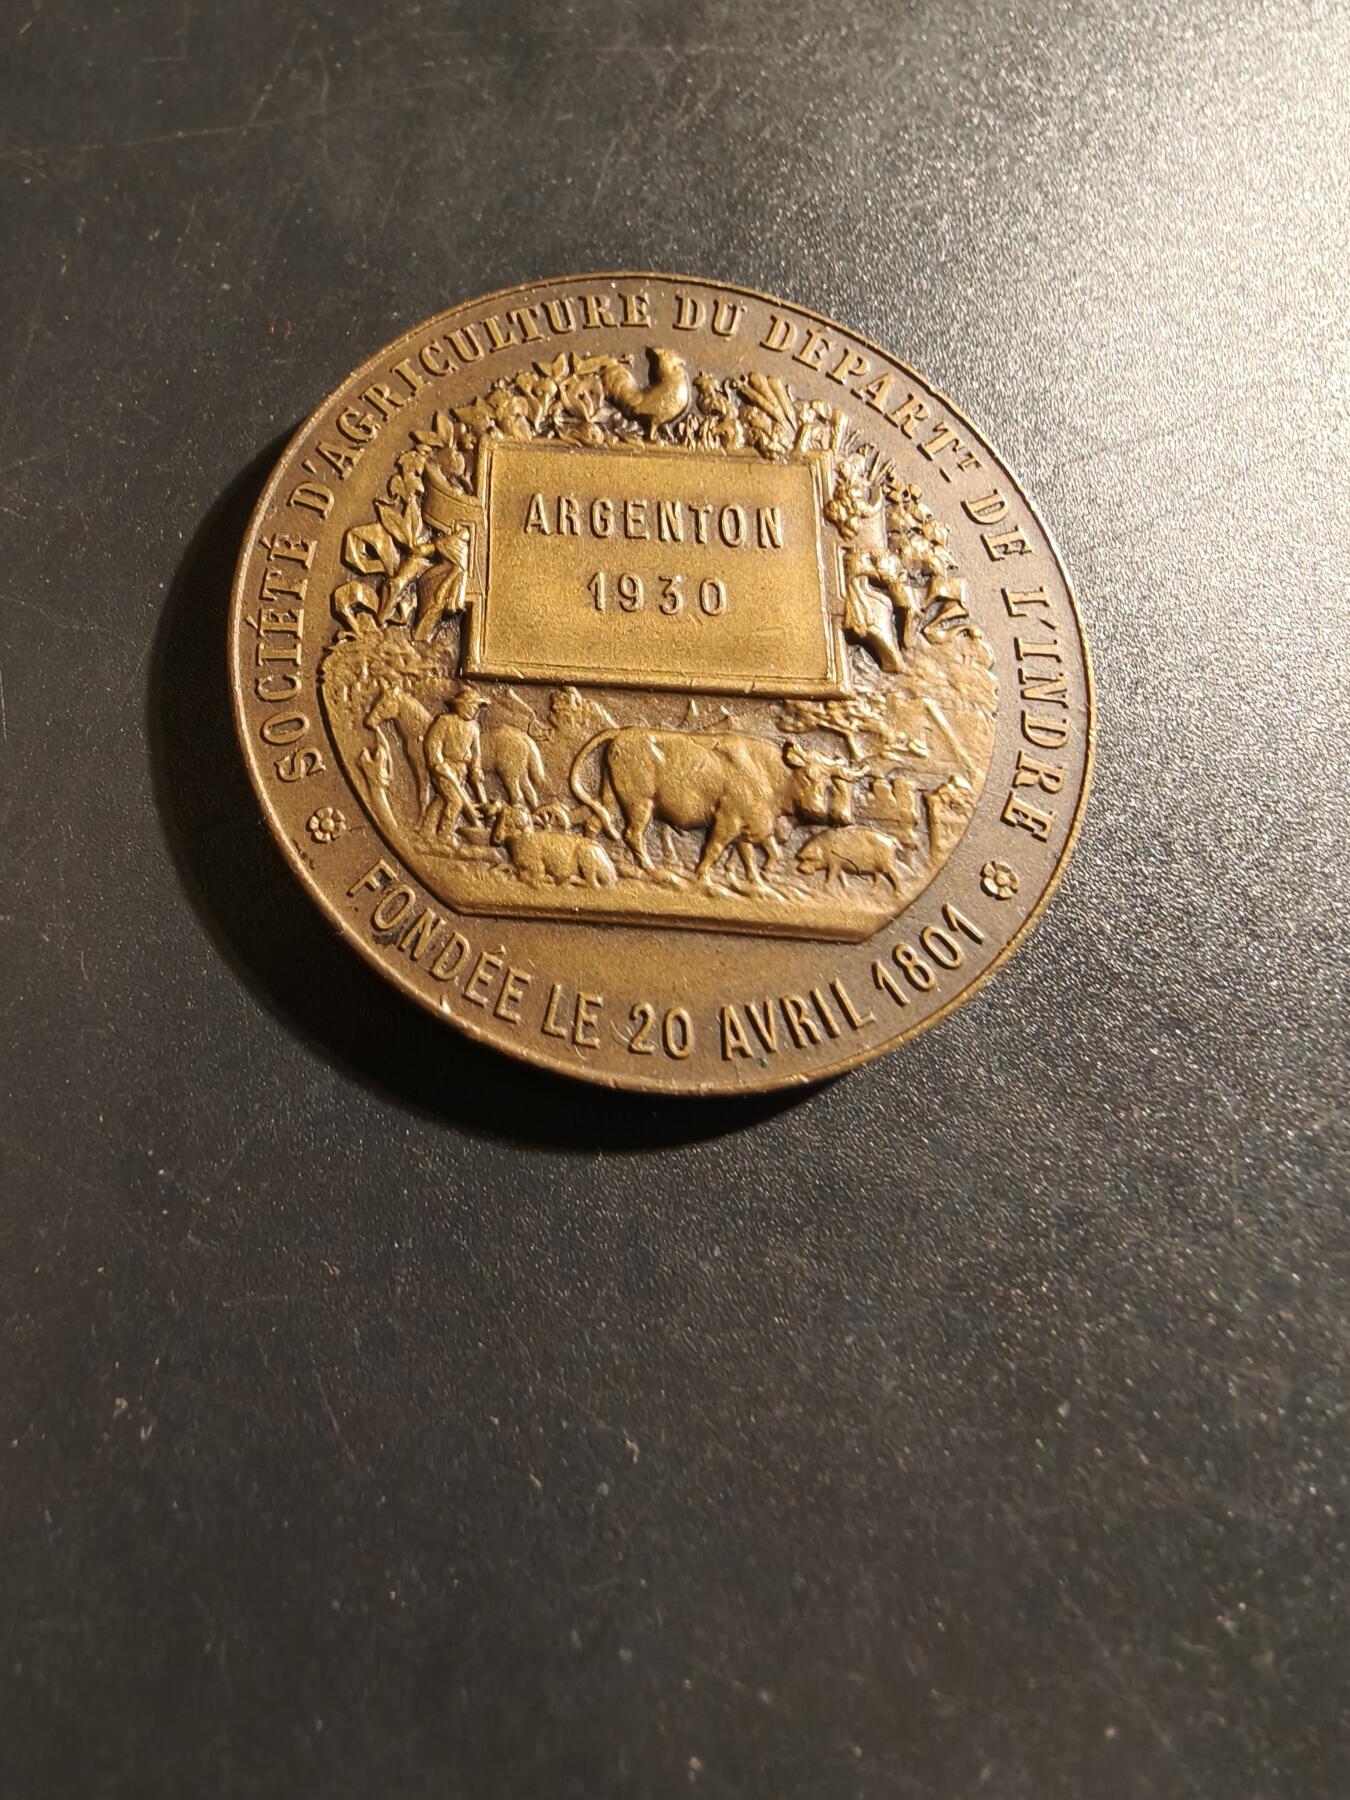 SOCIÉTÉ D'AGRICULTURE DU DÉPARTT DE L'INDRE
ARGENTON
1930
FONDÉE LE 20 AVRIL 1801